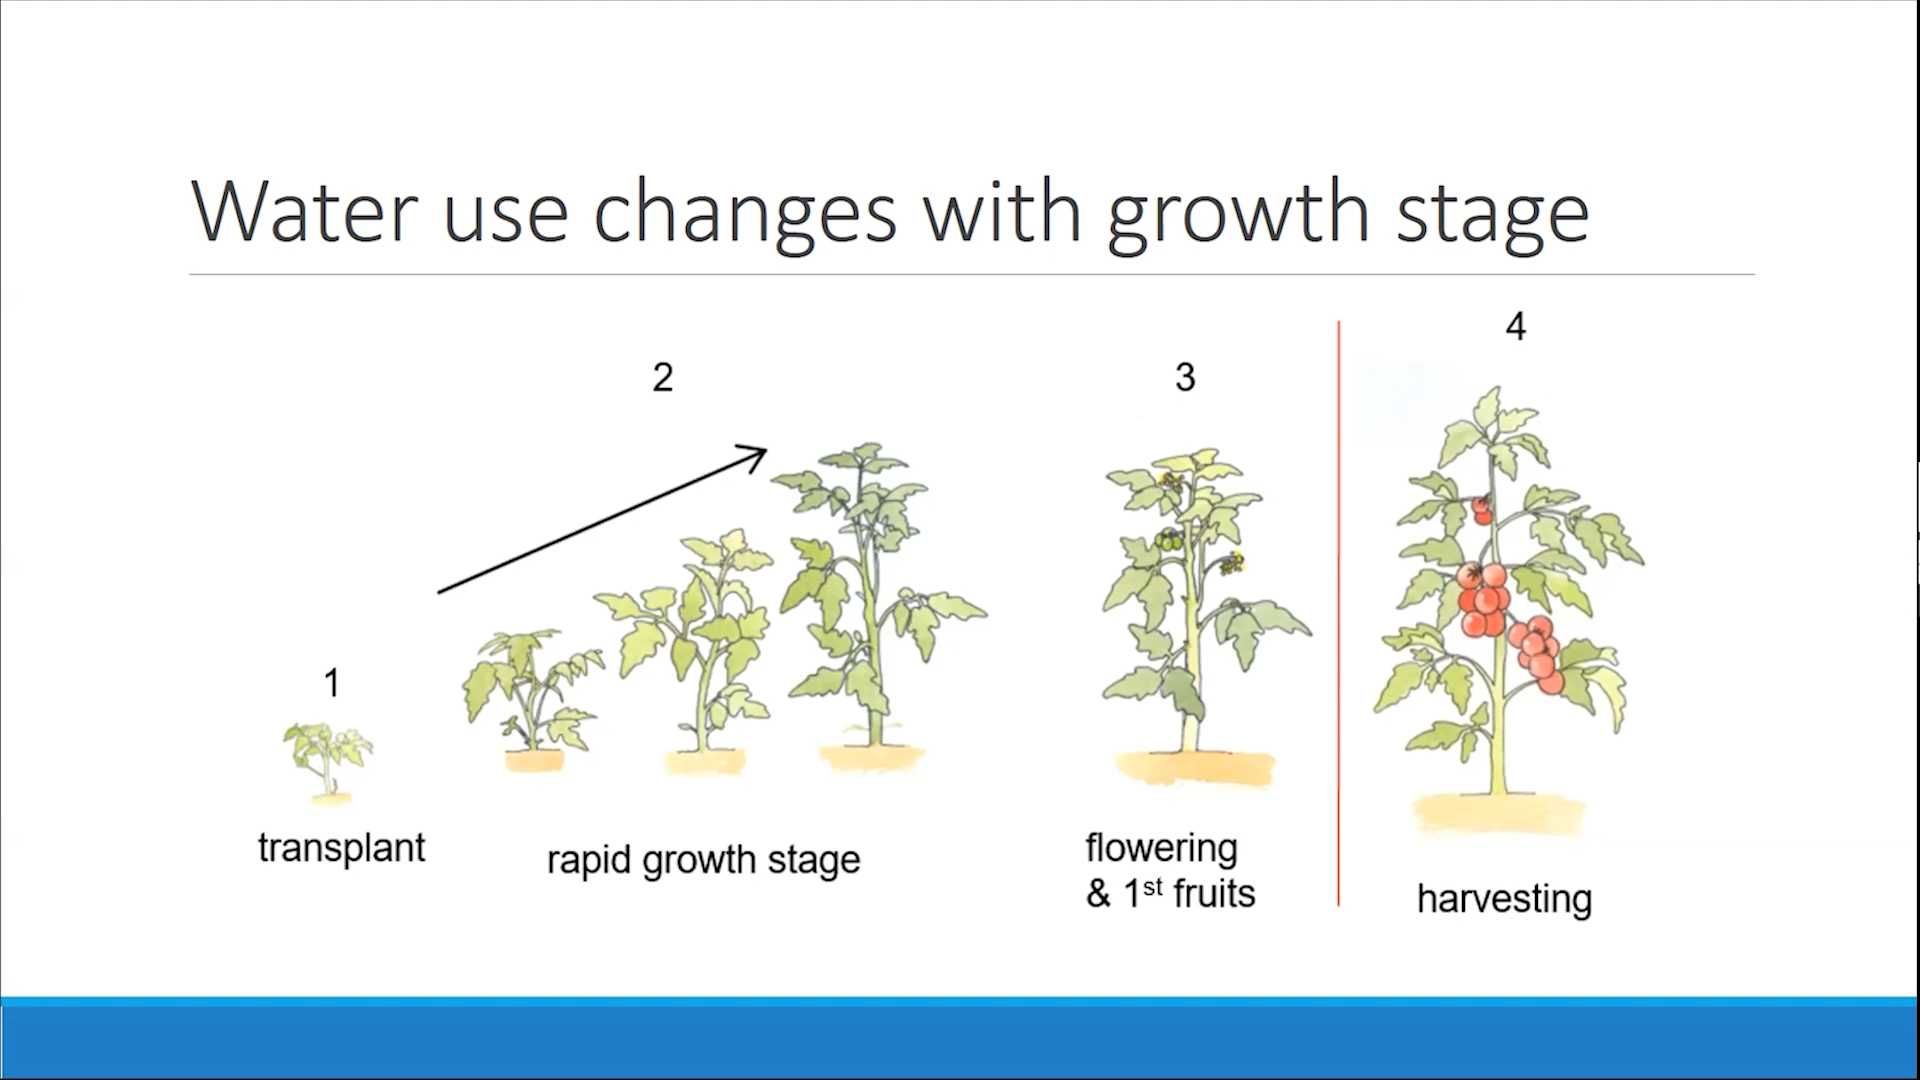 Water use changes with growth stage
1
transplant
2
rapid growth stage
3
flowering
& 1st fruits
4
harvesting